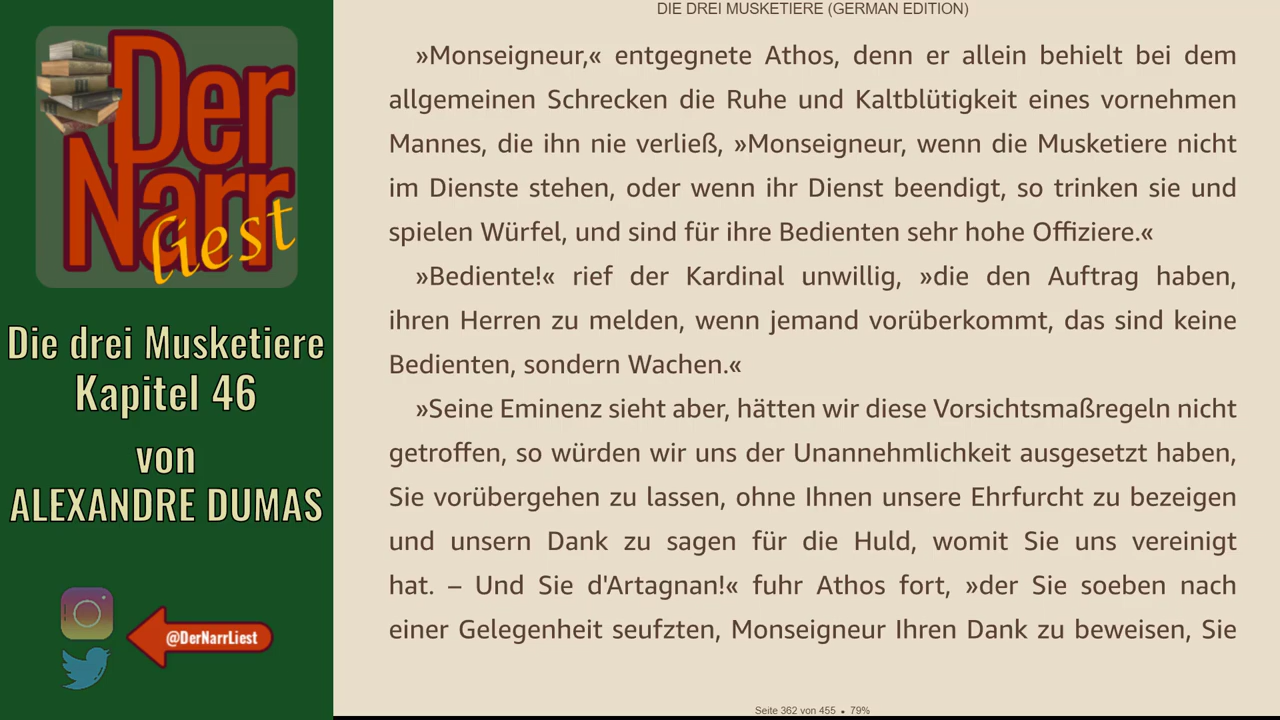 Der
Narr
liest
Die drei Musketiere
Kapitel 46
von
ALEXANDRE DUMAS
@DerNarrLiest
DIE DREI MUSKETIERE (GERMAN EDITION)
»Monseigneur,« entgegnete Athos, denn er allein behielt bei dem
allgemeinen Schrecken die Ruhe und Kaltblütigkeit eines vornehmen
Mannes, die ihn nie verließ, »Monseigneur, wenn die Musketiere nicht
im Dienste stehen, oder wenn ihr Dienst beendigt, so trinken sie und
spielen Würfel, und sind für ihre Bedienten sehr hohe Offiziere.«
»Bediente!« rief der Kardinal unwillig, »die den Auftrag haben,
ihren Herren zu melden, wenn jemand vorüberkommt, das sind keine
Bedienten, sondern Wachen.«
»Seine Eminenz sieht aber, hätten wir diese Vorsichtsmaßregeln nicht
getroffen, so würden wir uns der Unannehmlichkeit ausgesetzt haben,
Sie vorübergehen zu lassen, ohne Ihnen unsere Ehrfurcht zu bezeigen
und unsern Dank zu sagen für die Huld, womit Sie uns vereinigt
hat. – Und Sie d'Artagnan!« fuhr Athos fort, »der Sie soeben nach
einer Gelegenheit seufzten, Monseigneur Ihren Dank zu beweisen, Sie
Seite 362 von 455 • 79%